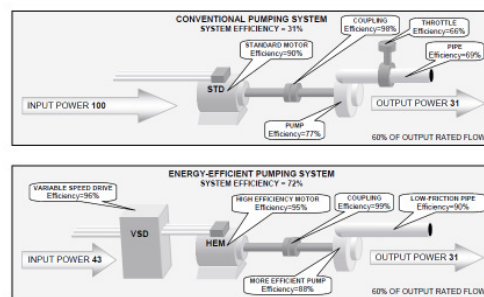 CONVENTIONAL PUMPING SYSTEM
SYSTEM EFFICIENCY = 31%
STANDARD MOTOR
Efficiency=90%
COUPLING
Efficiency=98%
THROTTLE
Efficiency=66%
PIPE
Efficiency=69%
STD
INPUT POWER 100
OUTPUT POWER 31
PUMP
Efficiency=77%
60% OF OUTPUT RATED FLOW
ENERGY-EFFICIENT PUMPING SYSTEM
SYSTEM EFFICIENCY = 72%
VARIABLE SPEED DRIVE
Efficiency=96%
HIGH EFFICIENCY MOTOR
Efficiency=95%
COUPLING
Efficiency=99%
LOW-FRICTION PIPE
Efficiency=90%
VSD
HEM
INPUT POWER 43
OUTPUT POWER 31
MORE EFFICIENT PUMP
Efficiency=88%
60% OF OUTPUT RATED FLOW